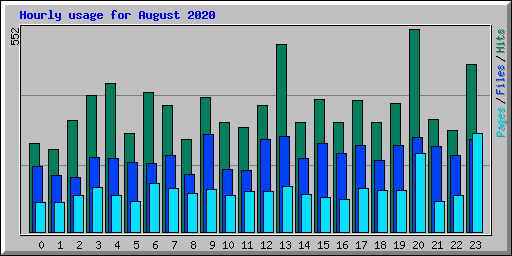 Hourly usage for August 2020
552
Pages/Files/Hits
0 1 2 3 4 5 6 7 8 9 10 11 12 13 14 15 16 17 18 19 20 21 22 23